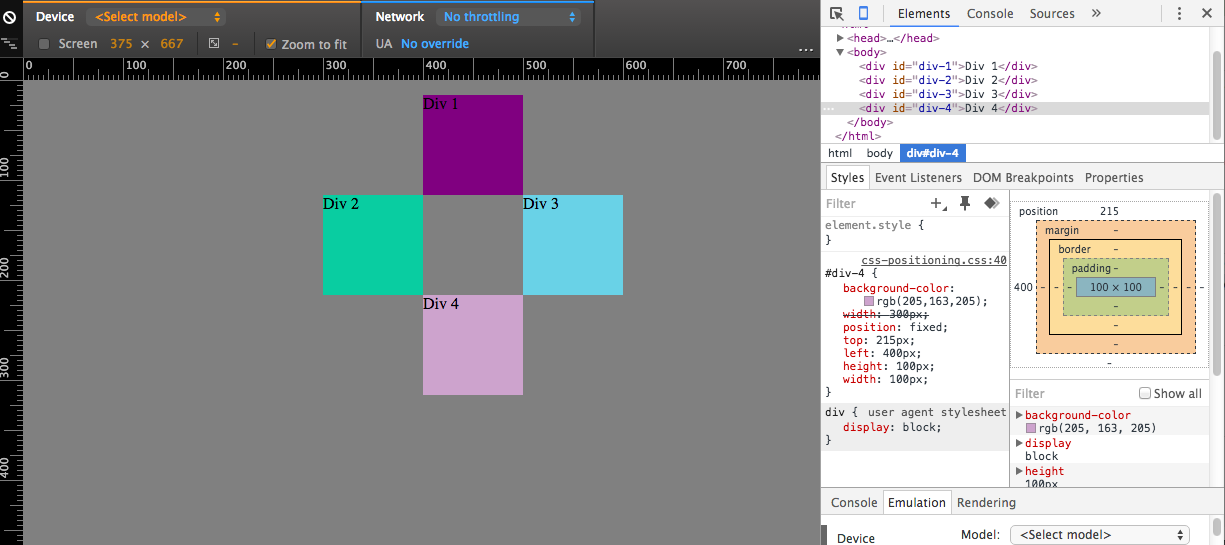 Device <Select model> Network No throttling
Screen 375 × 667 – Zoom to fit UA No override ...
0 100 200 300 400 500 600 700
0
100
200
300
400
Div 1
Div 2 Div 3
Div 4
Elements Console Sources »
<head>…</head>
<body>
<div id="div-1">Div 1</div>
<div id="div-2">Div 2</div>
<div id="div-3">Div 3</div>
... <div id="div-4">Div 4</div>
</body>
</html>
html body div#div-4
Styles Event Listeners DOM Breakpoints Properties
Filter
element.style {
}
css-positioning.css:40
#div-4 {
background-color:
rgb(205,163,205);
width: 300px;
position: fixed;
top: 215px;
left: 400px;
height: 100px;
width: 100px;
}
div { user agent stylesheet
display: block;
}
position 215
margin –
border –
padding –
400 – – – 100 × 100 – – – –
–
–
–
–
Filter Show all
background-color
rgb(205, 163, 205)
display
block
height
100px
Console Emulation Rendering
Device Model: <Select model>